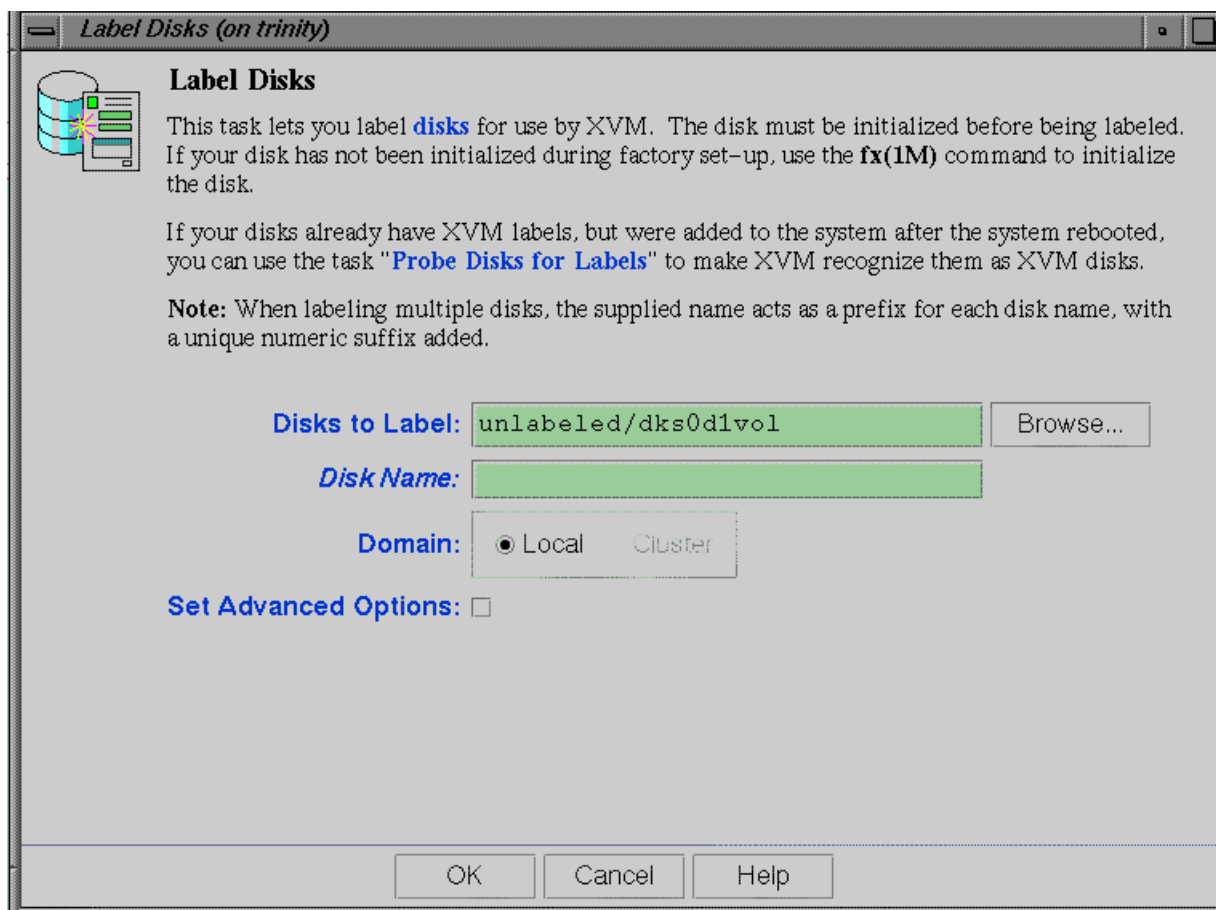 Label Disks (on trinity)
Label Disks
This task lets you label disks for use by XVM. The disk must be initialized before being labeled.
If your disk has not been initialized during factory set-up, use the fx(1M) command to initialize
the disk.
If your disks already have XVM labels, but were added to the system after the system rebooted,
you can use the task "Probe Disks for Labels" to make XVM recognize them as XVM disks.
Note: When labeling multiple disks, the supplied name acts as a prefix for each disk name, with
a unique numeric suffix added.
Disks to Label: unlabeled/dks0d1vol Browse...
Disk Name:
Domain: Local Cluster
Set Advanced Options:
OK Cancel Help